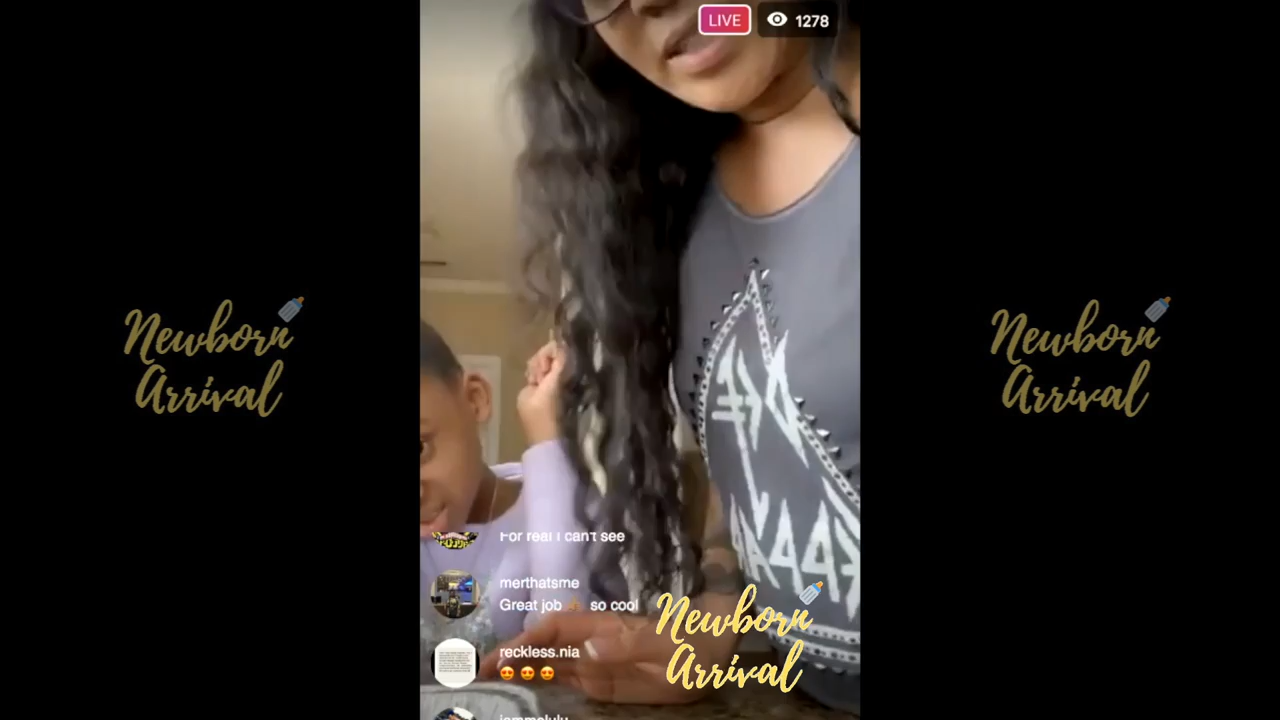 LIVE
1278
Newborn
Arrival
Newborn
Arrival
For real I can't see
merthatsme
Great job 👍🏾 so cool
reckless.nia
😍 😍 😍
Newborn
Arrival